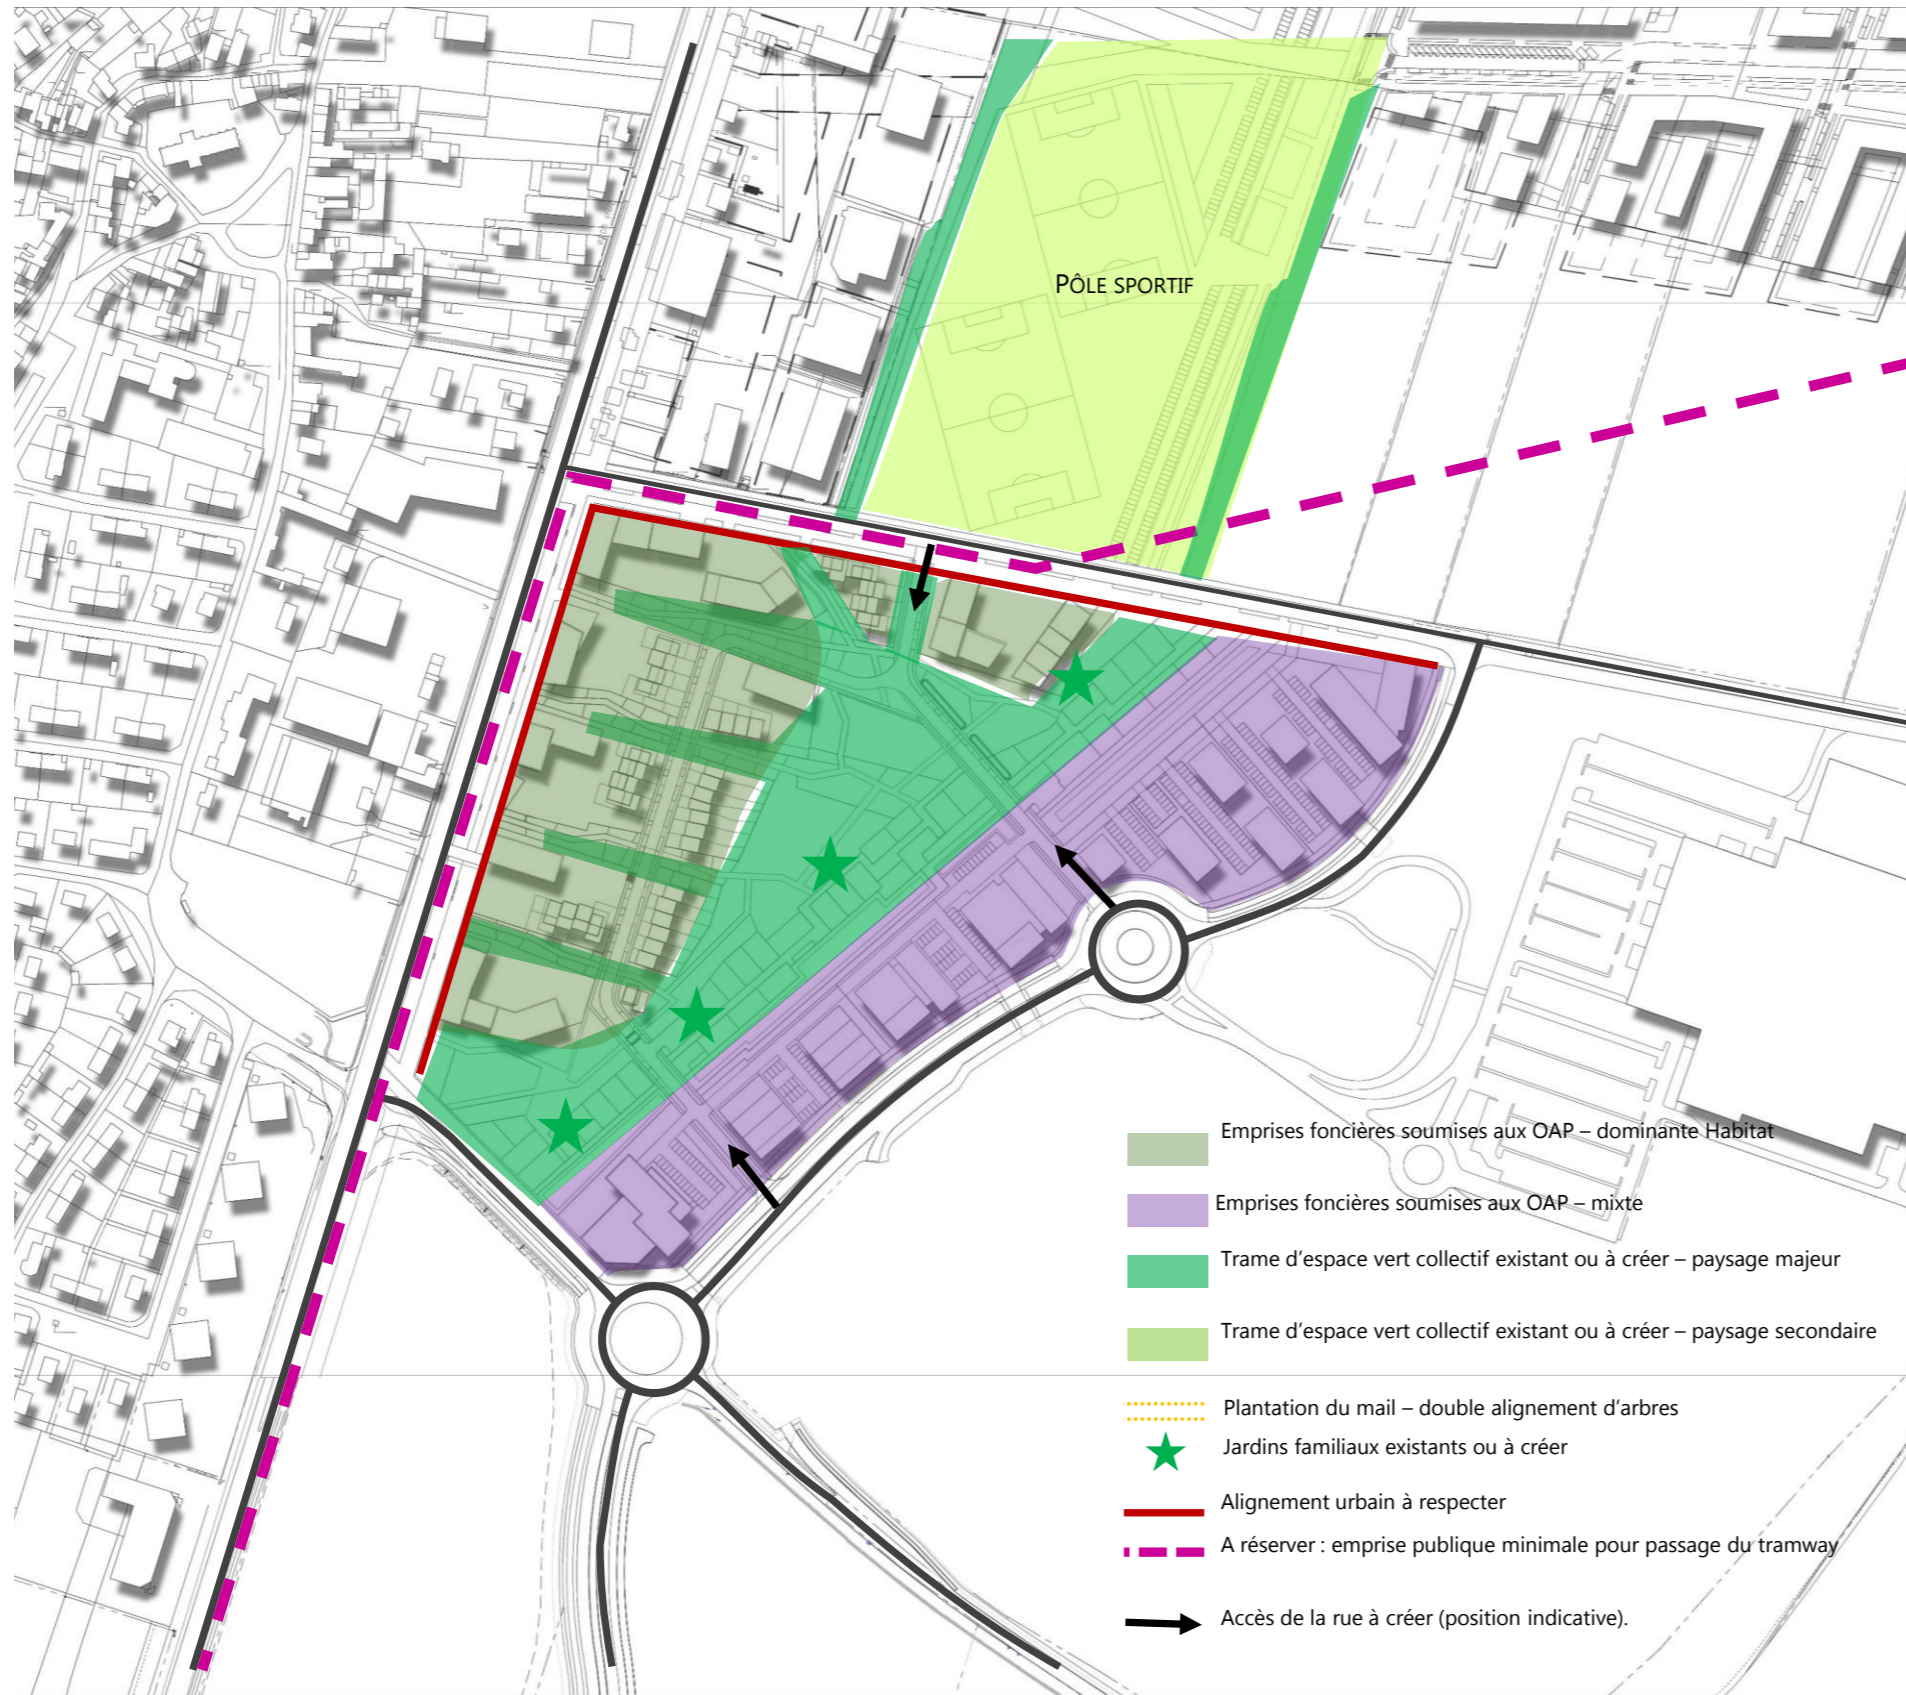 PÔLE SPORTIF
Emprises foncières soumises aux OAP – dominante Habitat
Emprises foncières soumises aux OAP – mixte
Trame d'espace vert collectif existant ou à créer – paysage majeur
Trame d'espace vert collectif existant ou à créer – paysage secondaire
Plantation du mail – double alignement d'arbres
Jardins familiaux existants ou à créer
Alignement urbain à respecter
A réserver : emprise publique minimale pour passage du tramway
Accès de la rue à créer (position indicative).